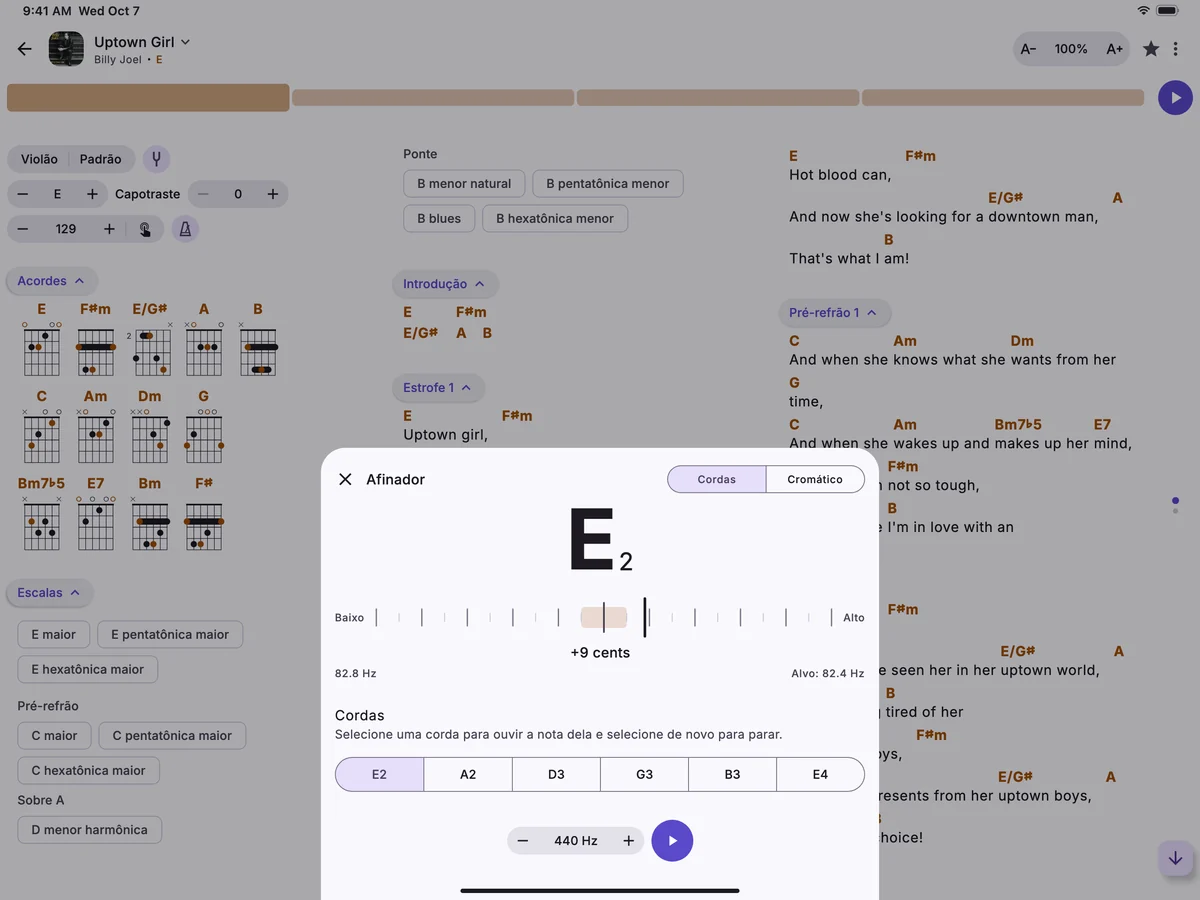 9:41 AM Wed Oct 7
Uptown Girl
Billy Joel • E
A- 100% A+
Violão Padrão
− E + Capotraste − 0 +
− 129 +
Acordes
E F#m E/G# A B
2
C Am Dm G
Bm7♭5 E7 Bm F#
Escalas
E maior E pentatônica maior
E hexatônica maior
Pré-refrão
C maior C pentatônica maior
C hexatônica maior
Sobre A
D menor harmônica
Ponte
B menor natural B pentatônica menor
B blues B hexatônica menor
Introdução
E F#m
E/G# A B
Estrofe 1
E F#m
Uptown girl,
E F#m
Hot blood can,
E/G# A
And now she's looking for a downtown man,
B
That's what I am!
Pré-refrão 1
C Am Dm
And when she knows what she wants from her
G
time,
C Am Bm7♭5 E7
And when she wakes up and makes up her mind,
F#m
not so tough,
B
I'm in love with an
F#m
E/G# A
seen her in her uptown world,
B
tired of her
F#m
E/G# A
resents from her uptown boys,
hoice!
Afinador
Cordas Cromático
E2
Baixo Alto
+9 cents
82.8 Hz Alvo: 82.4 Hz
Cordas
Selecione uma corda para ouvir a nota dela e selecione de novo para parar.
E2 A2 D3 G3 B3 E4
− 440 Hz +